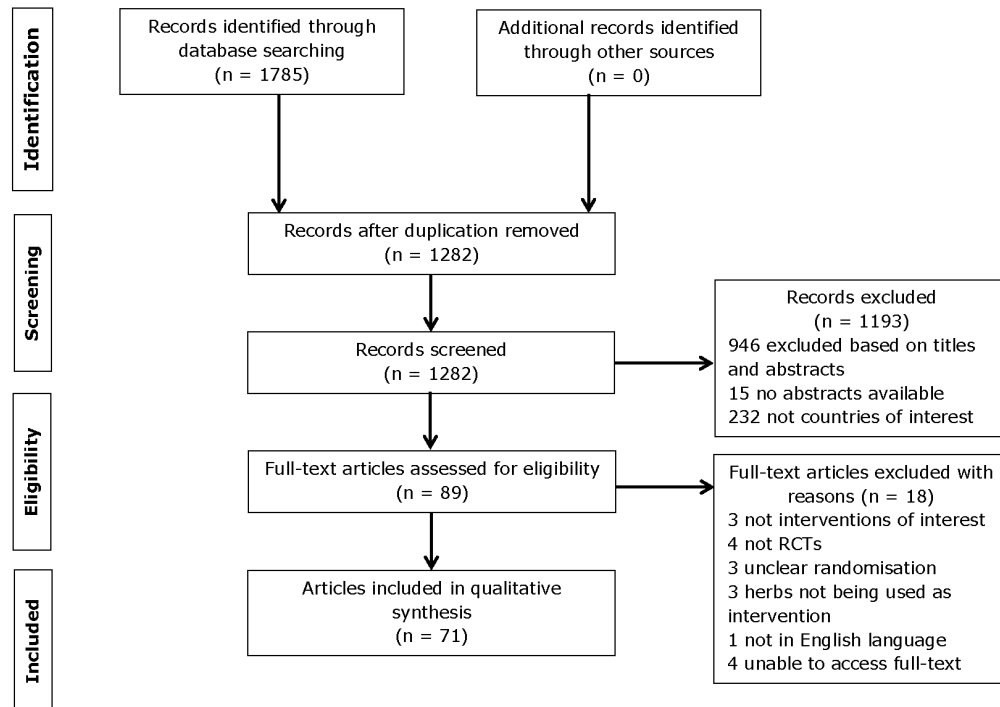 Identification
Records identified through
database searching
(n = 1785)
Additional records identified
through other sources
(n = 0)
Screening
Records after duplication removed
(n = 1282)
Records screened
(n = 1282)
Records excluded
(n = 1193)
946 excluded based on titles
and abstracts
15 no abstracts available
232 not countries of interest
Eligibility
Full-text articles assessed for eligibility
(n = 89)
Full-text articles excluded with
reasons (n = 18)
3 not interventions of interest
4 not RCTs
3 unclear randomisation
3 herbs not being used as
intervention
1 not in English language
4 unable to access full-text
Included
Articles included in qualitative
synthesis
(n = 71)